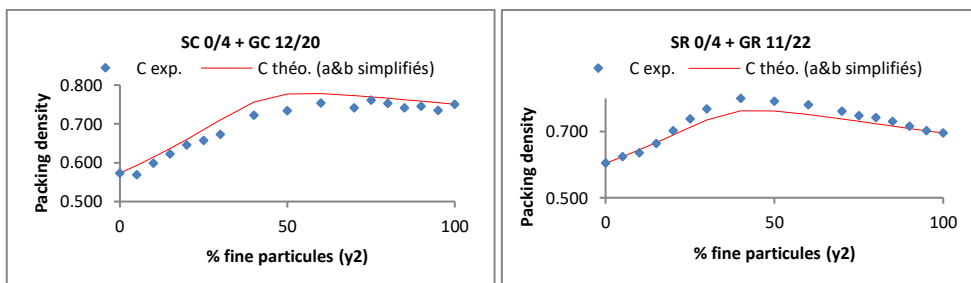 SC 0/4 + GC 12/20
C exp.
C théo. (a&b simplifiés)
0.800
0.700
0.600
0.500
Packing density
0
50
100
% fine particules (y2)
SR 0/4 + GR 11/22
C exp.
C théo. (a&b simplifiés)
0.700
0.500
Packing density
0
50
100
% fine particules (y2)